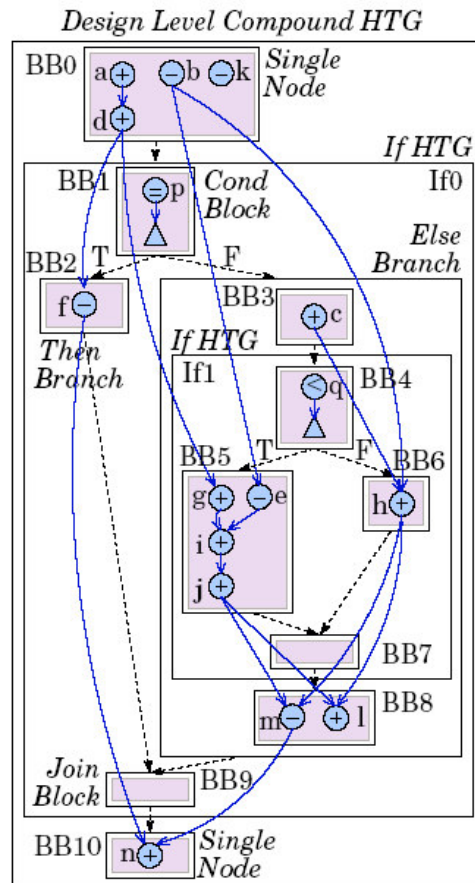 Design Level Compound HTG
BB0 a + − b − k Single
Node
d +
If HTG
BB1 = p Cond
Block
If0
T F
Else
Branch
BB2
f −
Then
Branch
BB3
+ c
If HTG
If1
< q BB4
T F
BB5 BB6
g + − e
h +
i +
j +
BB7
m − + l BB8
Join
Block
BB9
BB10 n + Single
Node